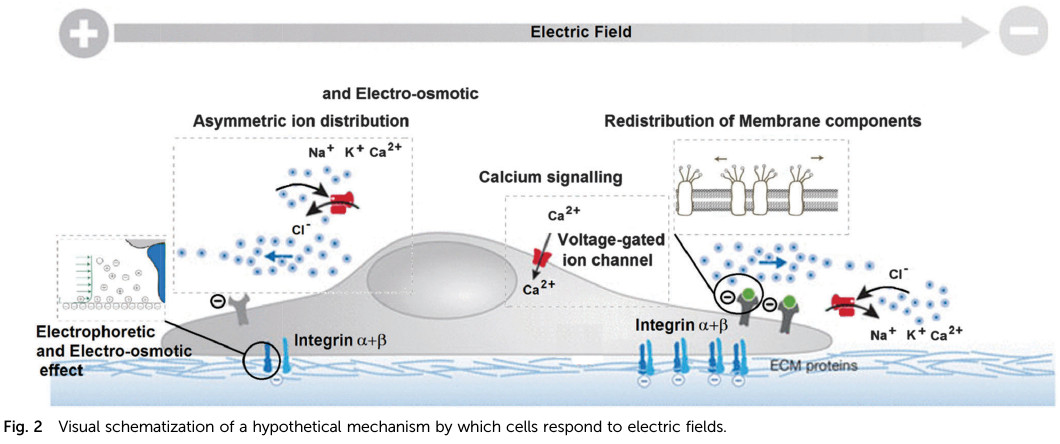 Electric Field
and Electro-osmotic
Asymmetric ion distribution
Redistribution of Membrane components
Na⁺ K⁺ Ca²⁺
Cl⁻
Calcium signalling
Ca²⁺
Voltage-gated
ion channel
Ca²⁺
Cl⁻
Na⁺ K⁺ Ca²⁺
Electrophoretic
and Electro-osmotic
effect
Integrin α+β
Integrin α+β
ECM proteins
Fig. 2 Visual schematization of a hypothetical mechanism by which cells respond to electric fields.